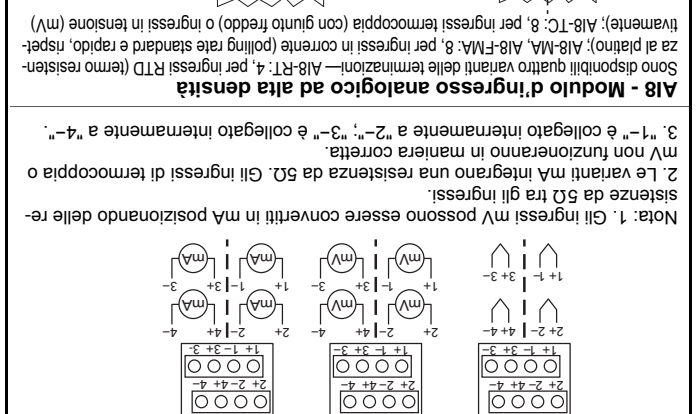 2+ 2– 4+ 4– 2+ 2– 4+ 4– 2+ 2– 4+ 4–
1+ 1– 3+ 3- 1+ 1– 3+ 3– 1+ 1– 3+ 3–
2+ 2– 4+ 4– 2+ 2– 4+ 4– 2+ 2– 4+ 4–
mA mA mV mV
1+ 1– 3+ 3– 1+ 1– 3+ 3– 1+ 1– 3+ 3–
mA mA mV mV
Nota: 1. Gli ingressi mV possono essere convertiti in mA posizionando delle re-
sistenze da 5Ω tra gli ingressi.
2. Le varianti mA integrano una resistenza da 5Ω. Gli ingressi di termocoppia o
mV non funzioneranno in maniera corretta.
3. "1–" è collegato internamente a "2–"; "3–" è collegato internamente a "4–".
AI8 - Modulo d'ingresso analogico ad alta densità
Sono disponibili quattro varianti delle terminazioni— AI8-RT: 4, per ingressi RTD (termo resisten-
za al platino); AI8-MA, AI8-FMA: 8, per ingressi in corrente (polling rate standard e rapido, rispet-
tivamente); AI8-TC: 8, per ingressi termocoppia (con giunto freddo) o ingressi in tensione (mV)